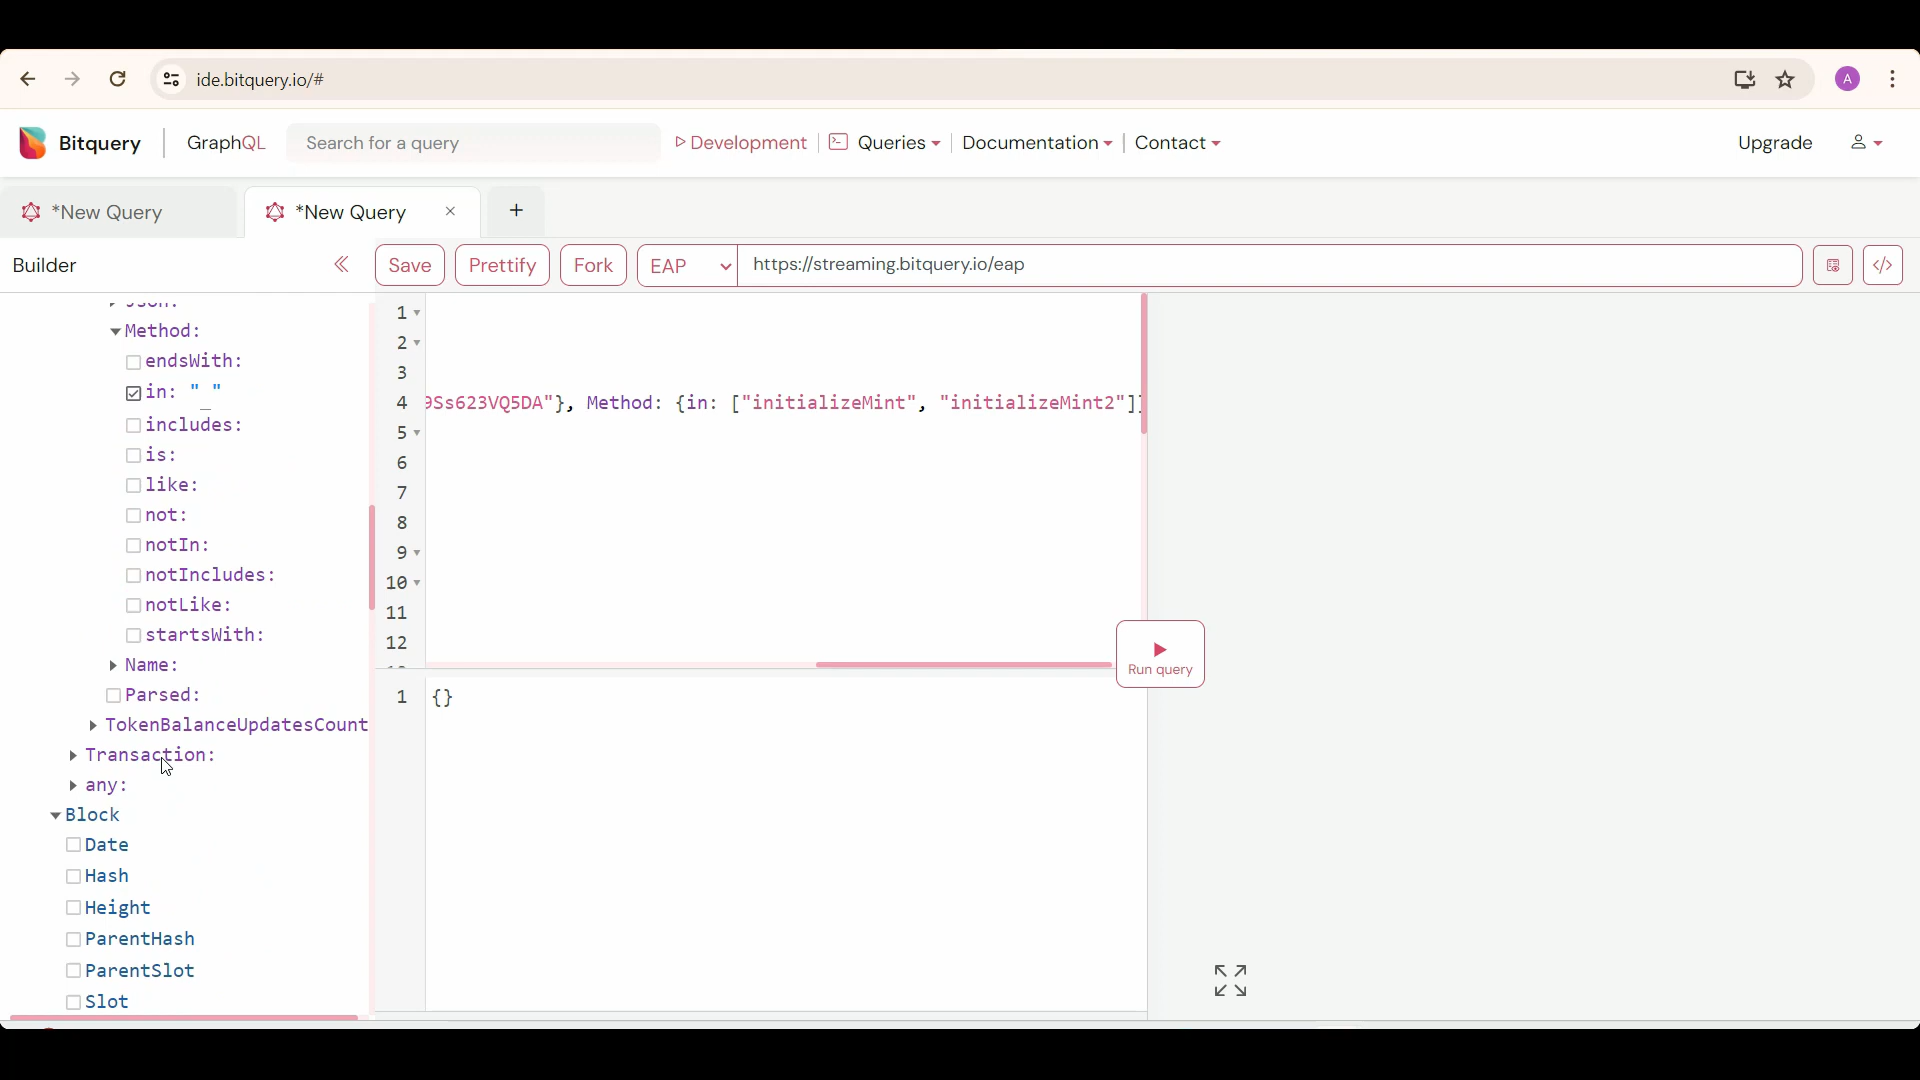 ide.bitquery.io/#
A
Bitquery
GraphQL
Search for a query
Development
Queries
Documentation
Contact
Upgrade
*New Query
*New Query
+
Builder
Save
Prettify
Fork
EAP
https://streaming.bitquery.io/eap
Method:
endsWith:
in: "_"
includes:
is:
like:
not:
notIn:
notIncludes:
notLike:
startsWith:
Name:
Parsed:
TokenBalanceUpdatesCount
Transaction:
any:
Block
Date
Hash
Height
ParentHash
ParentSlot
Slot
1
2
3
4 9Ss623VQ5DA"}, Method: {in: ["initializeMint", "initializeMint2"]}
5
6
7
8
9
10
11
12
Run query
1 {}